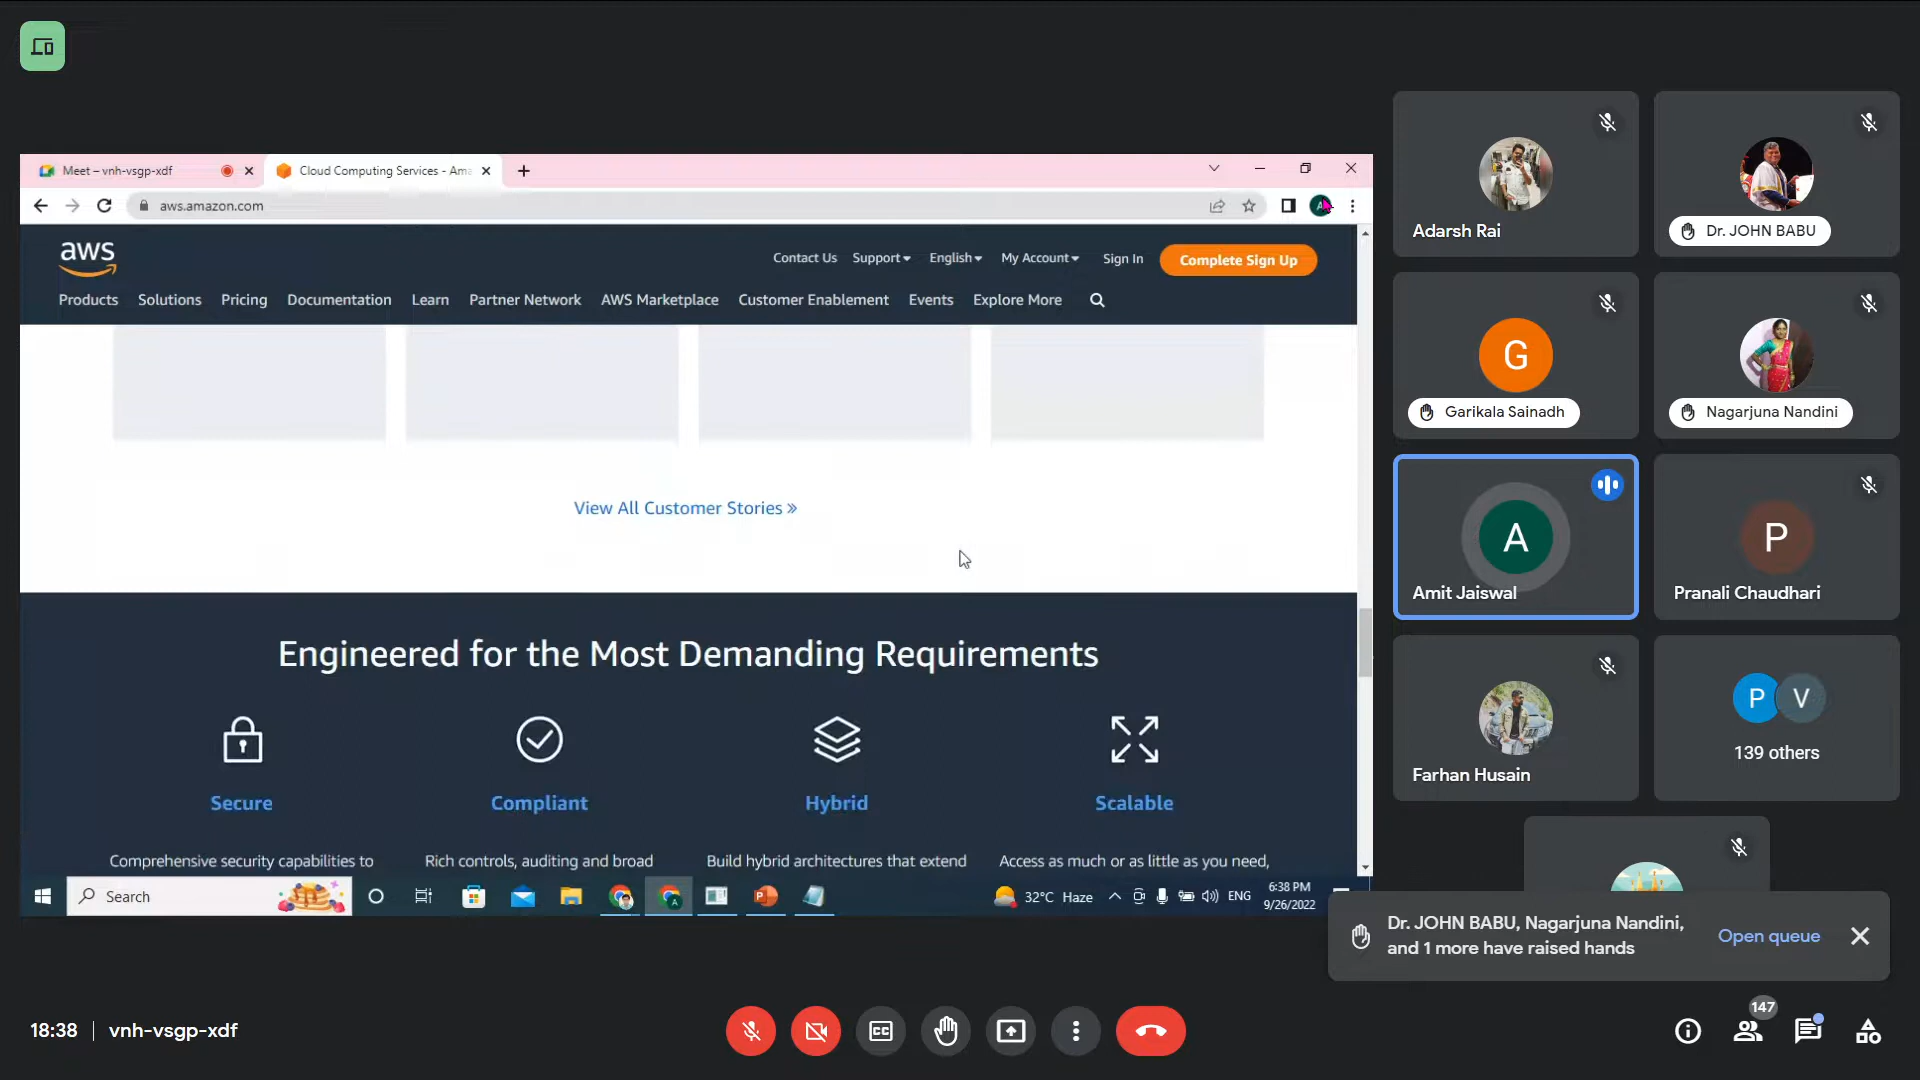 Meet – vnh-vsgp-xdf
Cloud Computing Services - Ama
aws.amazon.com
A
aws
Contact Us
Support
English
My Account
Sign In
Complete Sign Up
Products
Solutions
Pricing
Documentation
Learn
Partner Network
AWS Marketplace
Customer Enablement
Events
Explore More
View All Customer Stories »
Engineered for the Most Demanding Requirements
Secure
Compliant
Hybrid
Scalable
Comprehensive security capabilities to
Rich controls, auditing and broad
Build hybrid architectures that extend
Access as much or as little as you need,
Search
32°C Haze
ENG
6:38 PM
9/26/2022
Adarsh Rai
Dr. JOHN BABU
G
Garikala Sainadh
Nagarjuna Nandini
A
Amit Jaiswal
P
Pranali Chaudhari
Farhan Husain
P
V
139 others
Dr. JOHN BABU, Nagarjuna Nandini,
and 1 more have raised hands
Open queue
18:38
vnh-vsgp-xdf
CC
147